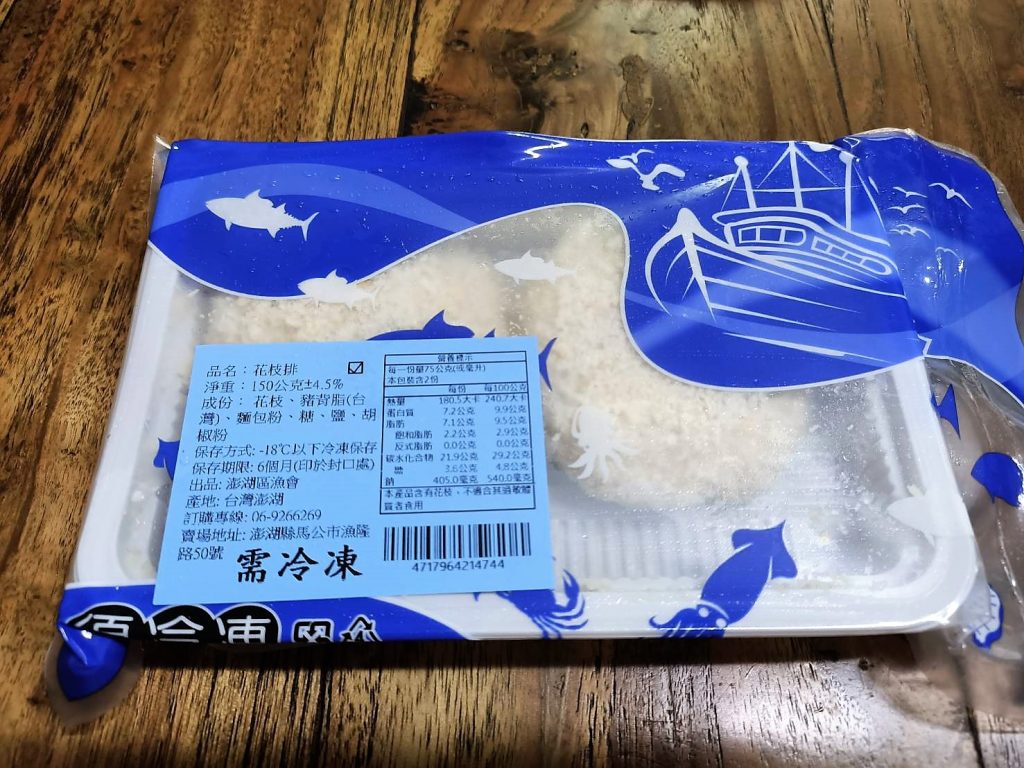 品名：花枝排 ☑
淨重：150公克±4.5%
成份： 花枝、豬背脂(台
灣)、麵包粉、糖、鹽、胡
椒粉
保存方式: -18℃以下冷凍保存
保存期限: 6個月(印於封口處)
出品: 澎湖區漁會
產地: 台灣澎湖
訂購專線: 06-9266269
賣場地址: 澎湖縣馬公市漁隆
路50號
需冷凍
營養標示
每一份量75公克(或毫升)
本包裝含2份
每份 每100公克
熱量 180.5大卡 240.7大卡
蛋白質 7.2公克 9.9公克
脂肪 7.1公克 9.5公克
飽和脂肪 2.2公克 2.9公克
反式脂肪 0.0公克 0.0公克
碳水化合物 21.9公克 29.2公克
糖 3.6公克 4.8公克
鈉 405.0毫克 540.0毫克
本產品含有花枝，不適合其過敏體
質者食用
4717964214744